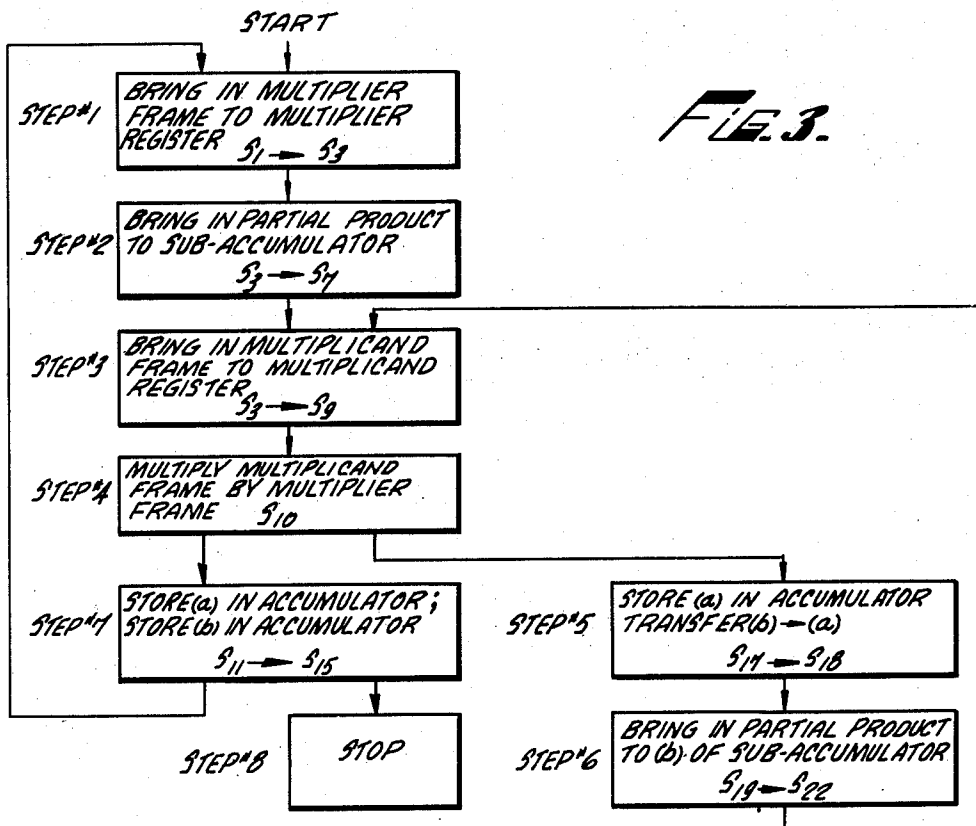 START
FIG. 3.
STEP #1
BRING IN MULTIPLIER
FRAME TO MULTIPLIER
REGISTER
S1 → S3
STEP #2
BRING IN PARTIAL PRODUCT
TO SUB-ACCUMULATOR
S3 → S7
STEP #3
BRING IN MULTIPLICAND
FRAME TO MULTIPLICAND
REGISTER
S3 → S9
STEP #4
MULTIPLY MULTIPLICAND
FRAME BY MULTIPLIER
FRAME S10
STEP #7
STORE (a) IN ACCUMULATOR;
STORE (b) IN ACCUMULATOR
S11 → S15
STEP #5
STORE (a) IN ACCUMULATOR
TRANSFER (b) → (a)
S17 → S18
STEP #8
STOP
STEP #6
BRING IN PARTIAL PRODUCT
TO (b) OF SUB-ACCUMULATOR
S19 → S22